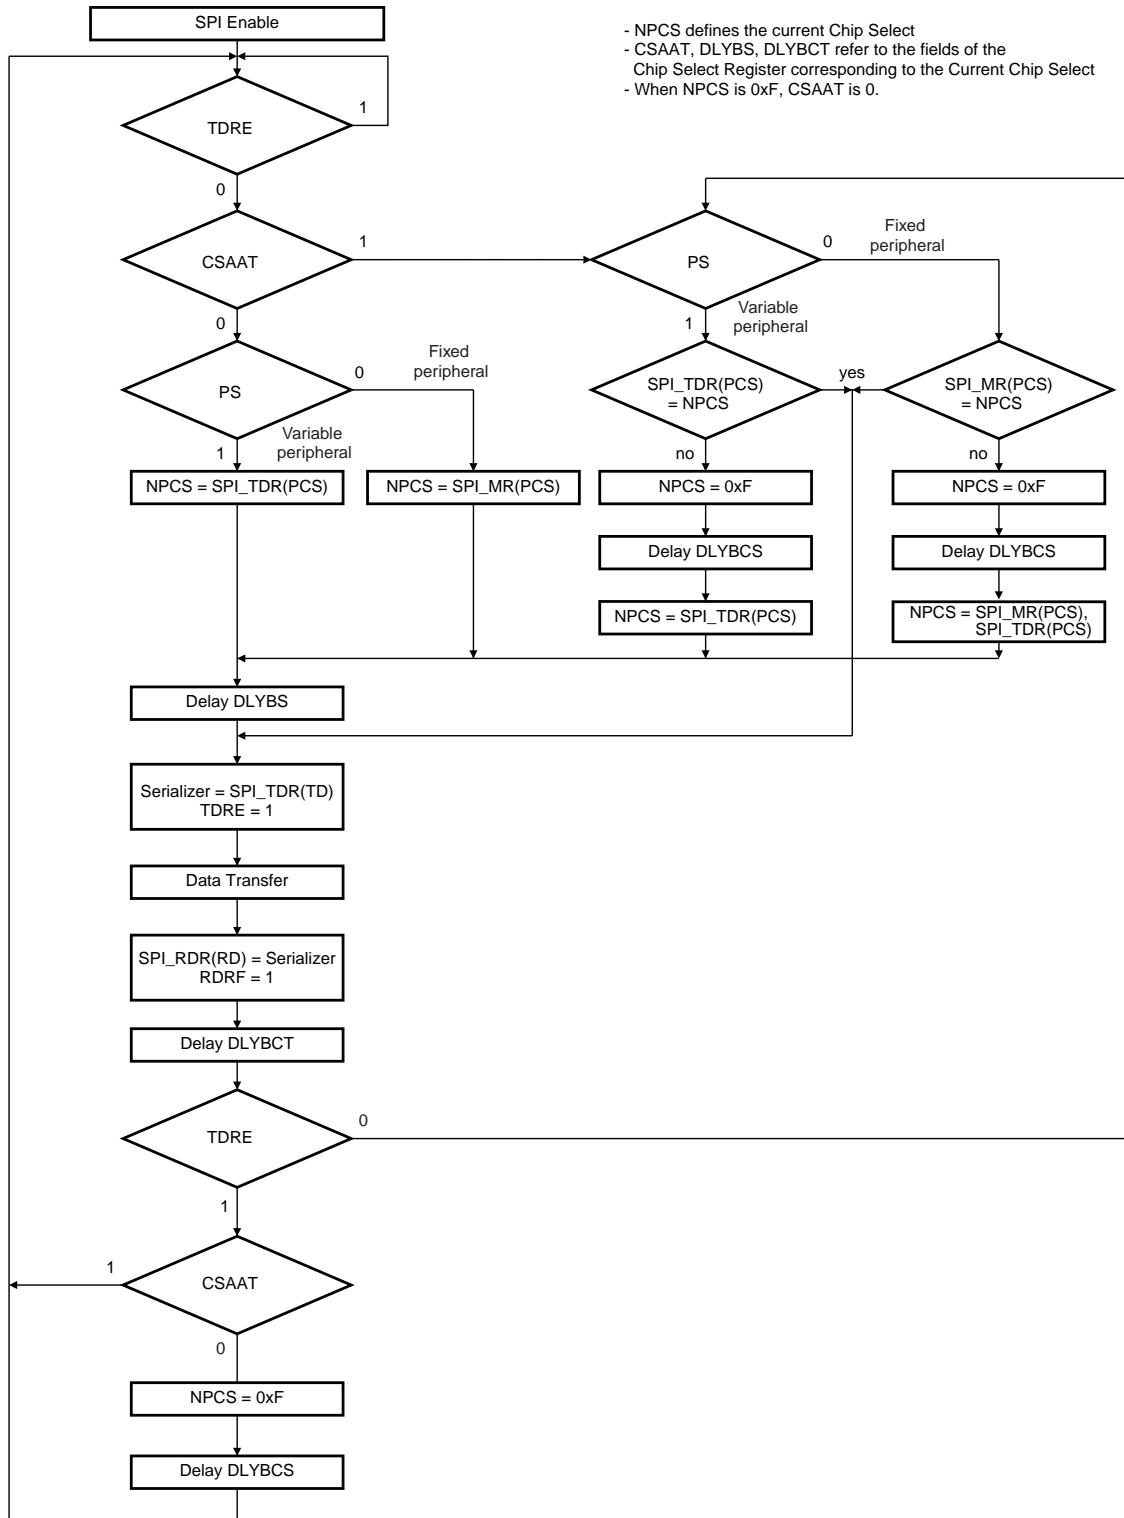 SPI Enable
- NPCS defines the current Chip Select
- CSAAT, DLYBS, DLYBCT refer to the fields of the
Chip Select Register corresponding to the Current Chip Select
- When NPCS is 0xF, CSAAT is 0.
1
TDRE
0
CSAAT
1
PS
0
Fixed
peripheral
0
1
Variable
peripheral
PS
0
Fixed
peripheral
SPI_TDR(PCS)
= NPCS
yes
SPI_MR(PCS)
= NPCS
1
Variable
peripheral
no
no
NPCS = SPI_TDR(PCS)
NPCS = SPI_MR(PCS)
NPCS = 0xF
NPCS = 0xF
Delay DLYBCS
Delay DLYBCS
NPCS = SPI_TDR(PCS)
NPCS = SPI_MR(PCS),
SPI_TDR(PCS)
Delay DLYBS
Serializer = SPI_TDR(TD)
TDRE = 1
Data Transfer
SPI_RDR(RD) = Serializer
RDRF = 1
Delay DLYBCT
TDRE
0
1
CSAAT
1
0
NPCS = 0xF
Delay DLYBCS